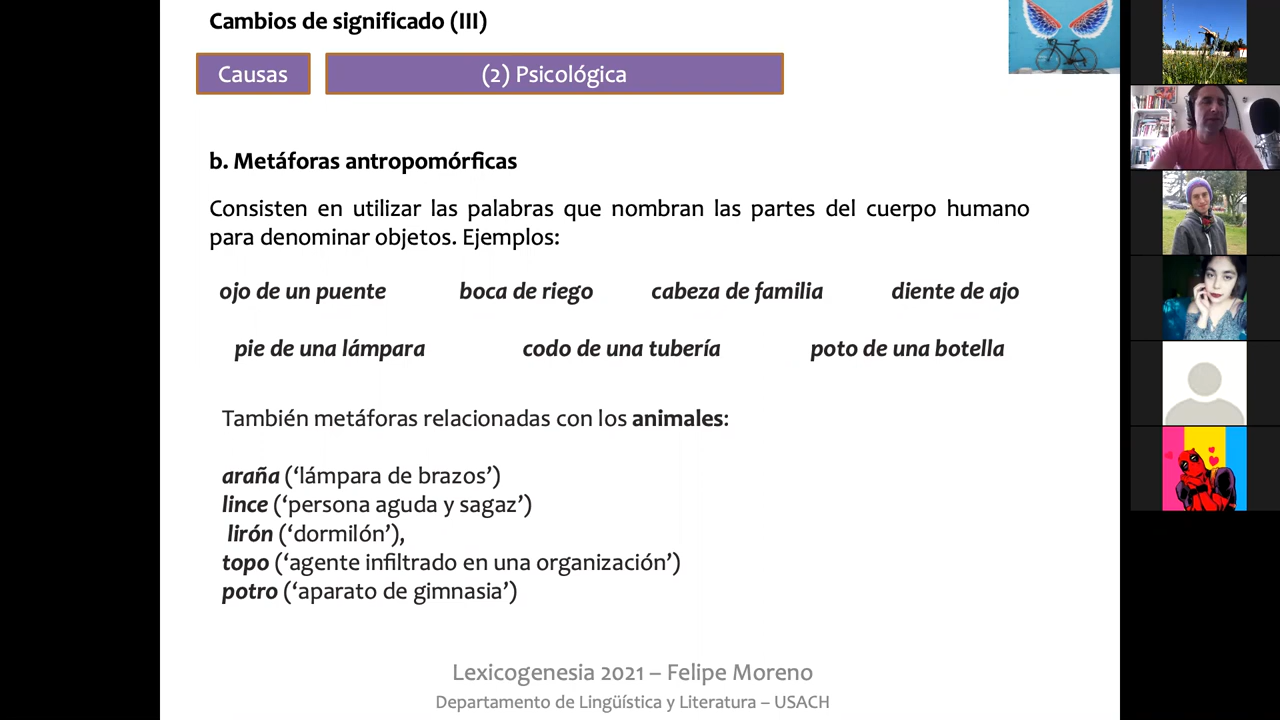 Cambios de significado (III)
Causas
(2) Psicológica
b. Metáforas antropomórficas
Consisten en utilizar las palabras que nombran las partes del cuerpo humano
para denominar objetos. Ejemplos:
ojo de un puente boca de riego cabeza de familia diente de ajo
pie de una lámpara codo de una tubería poto de una botella
También metáforas relacionadas con los animales:
araña (‘lámpara de brazos’)
lince (‘persona aguda y sagaz’)
lirón (‘dormilón’),
topo (‘agente infiltrado en una organización’)
potro (‘aparato de gimnasia’)
Lexicogenesia 2021 – Felipe Moreno
Departamento de Lingüística y Literatura – USACH